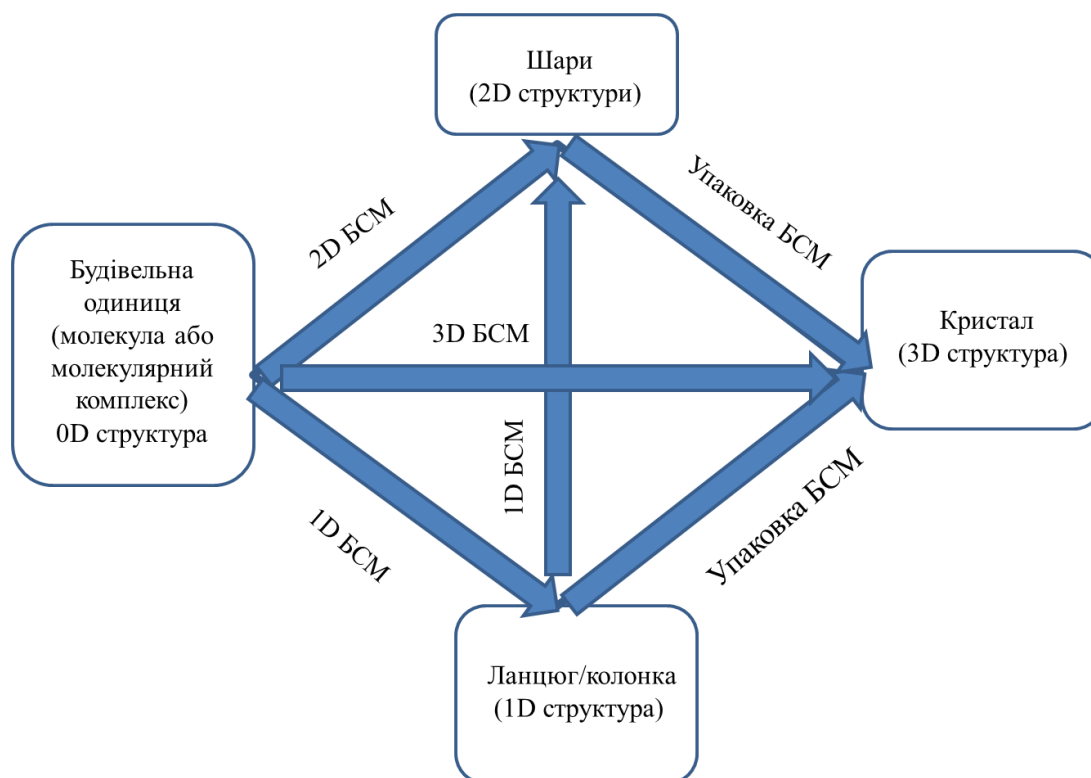 Шари
(2D структури)
2D БСМ
Упаковка БСМ
Будівельна
одиниця
(молекула або
молекулярний
комплекс)
0D структура
3D БСМ
Кристал
(3D структура)
1D БСМ
1D БСМ
Упаковка БСМ
Ланцюг/колонка
(1D структура)